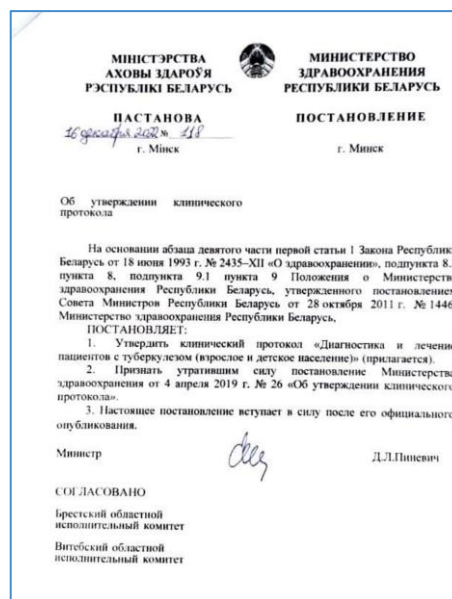 МІНІСТЭРСТВА
АХОВЫ ЗДАРОЎЯ
РЭСПУБЛІКІ БЕЛАРУСЬ
МИНИСТЕРСТВО
ЗДРАВООХРАНЕНИЯ
РЕСПУБЛИКИ БЕЛАРУСЬ
ПАСТАНОВА
ПОСТАНОВЛЕНИЕ
16 декабря 2022 № 118
г. Мінск
г. Минск
Об утверждении клинического
протокола
На основании абзаца девятого части первой статьи 1 Закона Республик
Беларусь от 18 июня 1993 г. № 2435–XII «О здравоохранении», подпункта 8.
пункта 8, подпункта 9.1 пункта 9 Положения о Министерств
здравоохранения Республики Беларусь, утвержденного постановление
Совета Министров Республики Беларусь от 28 октября 2011 г. № 1446
Министерство здравоохранения Республики Беларусь,
ПОСТАНОВЛЯЕТ:
1. Утвердить клинический протокол «Диагностика и лечени
пациентов с туберкулезом (взрослое и детское население)» (прилагается).
2. Признать утратившим силу постановление Министерства
здравоохранения от 4 апреля 2019 г. № 26 «Об утверждении клинического
протокола».
3. Настоящее постановление вступает в силу после его официального
опубликования.
Министр
Д.Л.Пиневич
СОГЛАСОВАНО
Брестский областной
исполнительный комитет
Витебский областной
исполнительный комитет